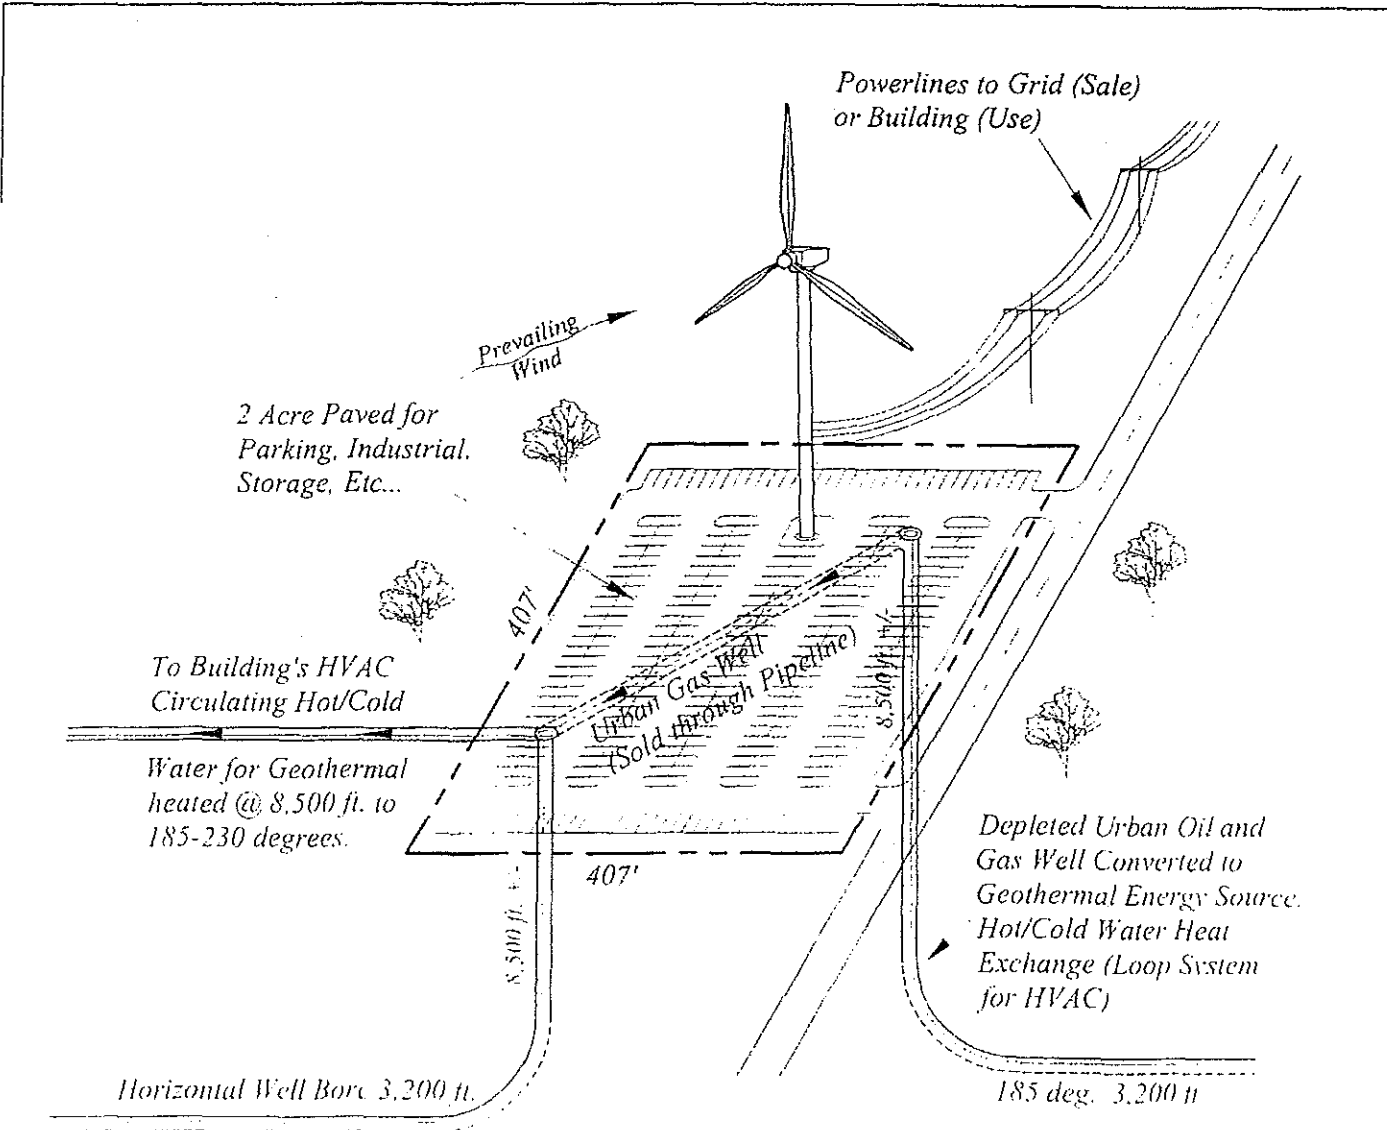 Powerlines to Grid (Sale)
or Building (Use)
Prevailing
Wind
2 Acre Paved for
Parking, Industrial,
Storage, Etc...
407'
To Building's HVAC
Circulating Hot/Cold
Water for Geothermal
heated @ 8,500 ft. to
185-230 degrees.
Urban Gas Well
(Sold through Pipeline)
8,500 ft. +/-
407'
8,500 ft. +/-
Depleted Urban Oil and
Gas Well Converted to
Geothermal Energy Source.
Hot/Cold Water Heat
Exchange (Loop System
for HVAC)
Horizontal Well Bore 3,200 ft.
185 deg. 3,200 ft